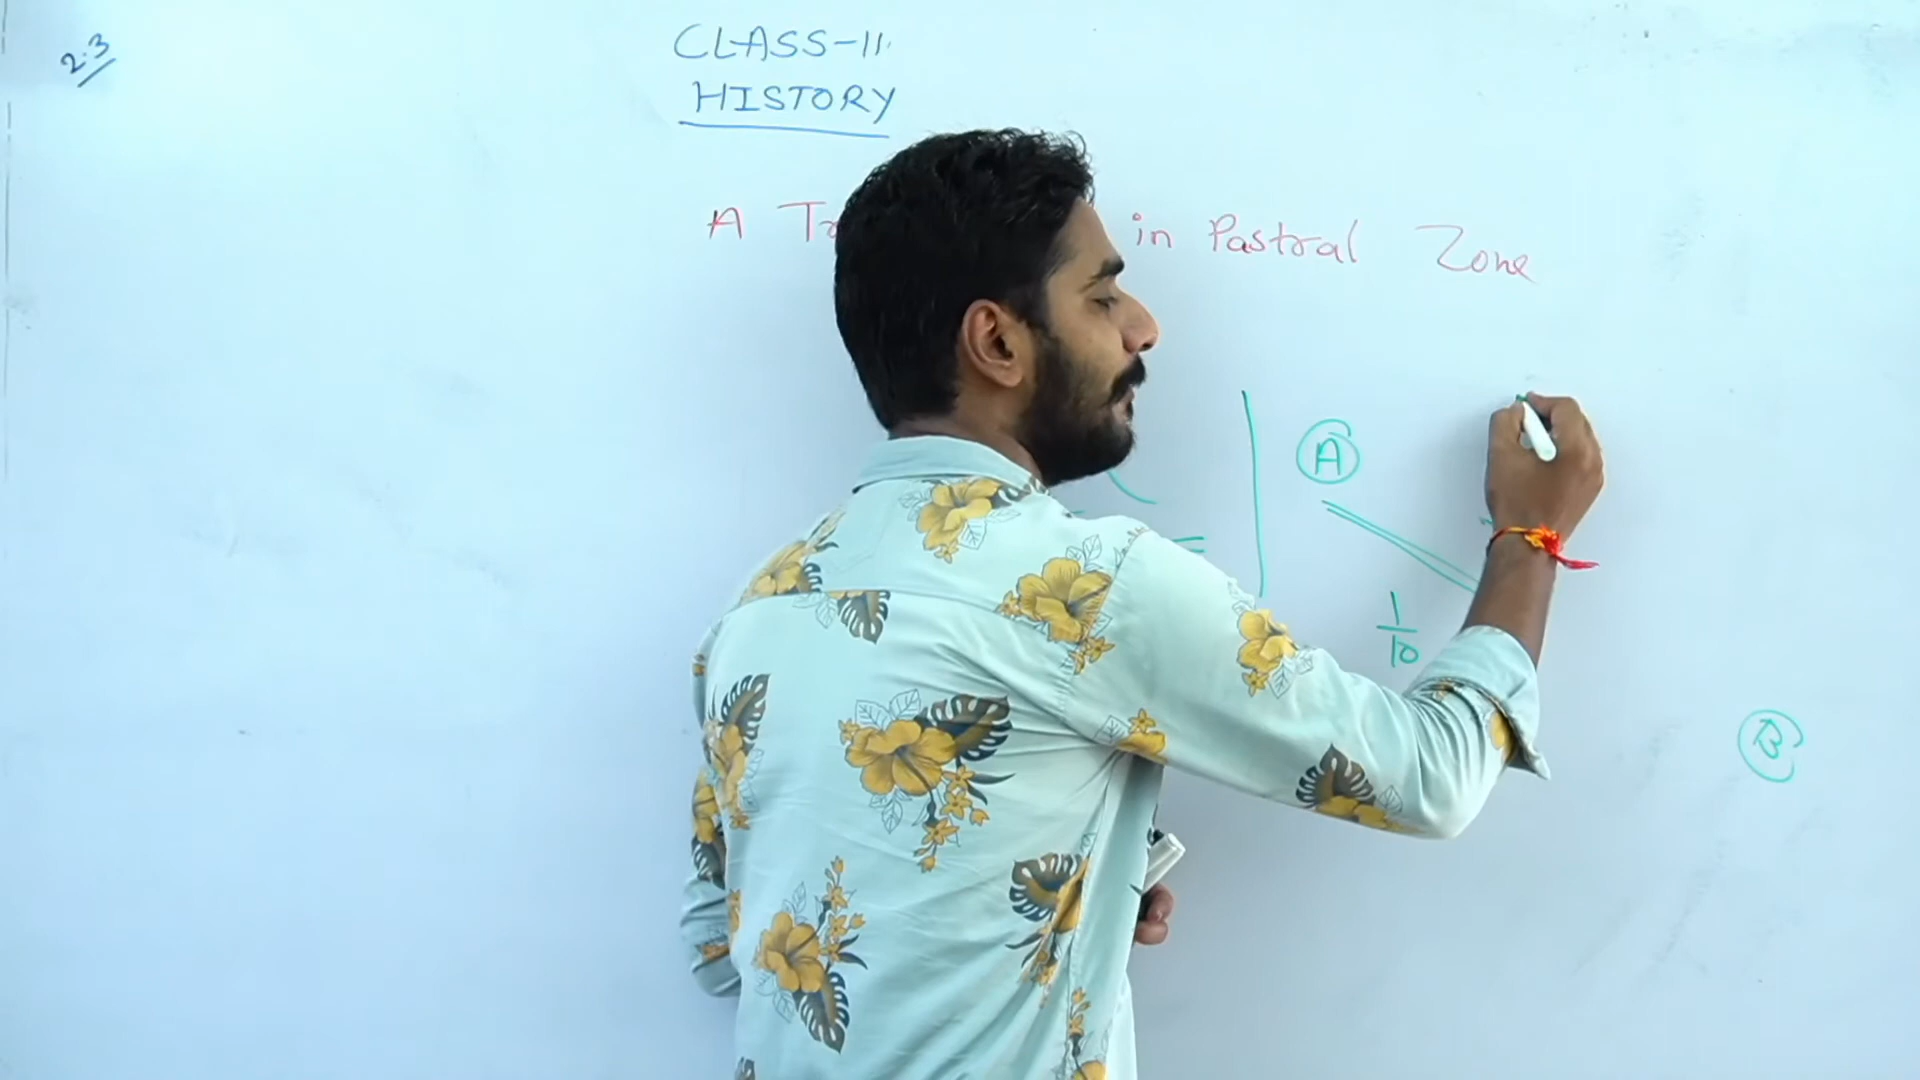 2.3
CLASS-11
HISTORY
A in Pastral Zone
A
1/10
B